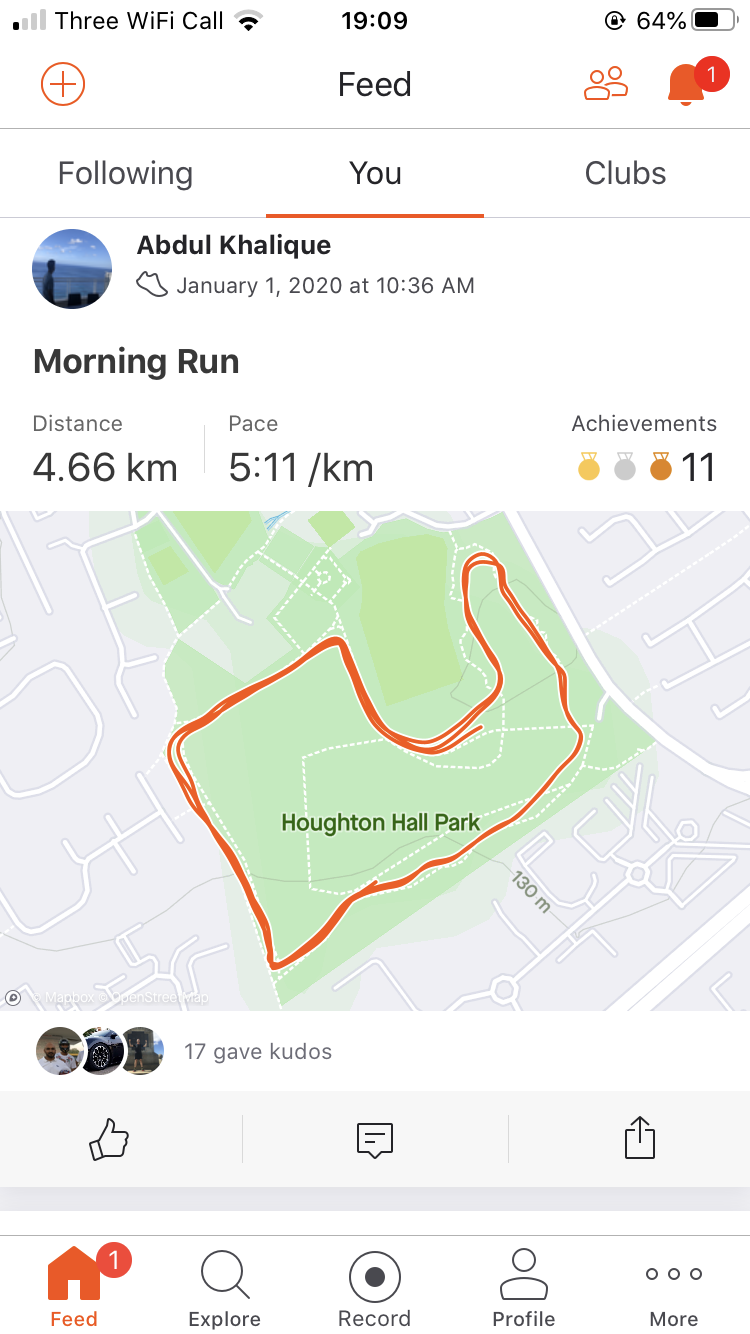 Three WiFi Call 19:09 64%
Feed 1
Following You Clubs
Abdul Khalique
January 1, 2020 at 10:36 AM
Morning Run
Distance Pace Achievements
4.66 km 5:11 /km 11
Houghton Hall Park
130 m
© Mapbox © OpenStreetMap
17 gave kudos
1
Feed Explore Record Profile More